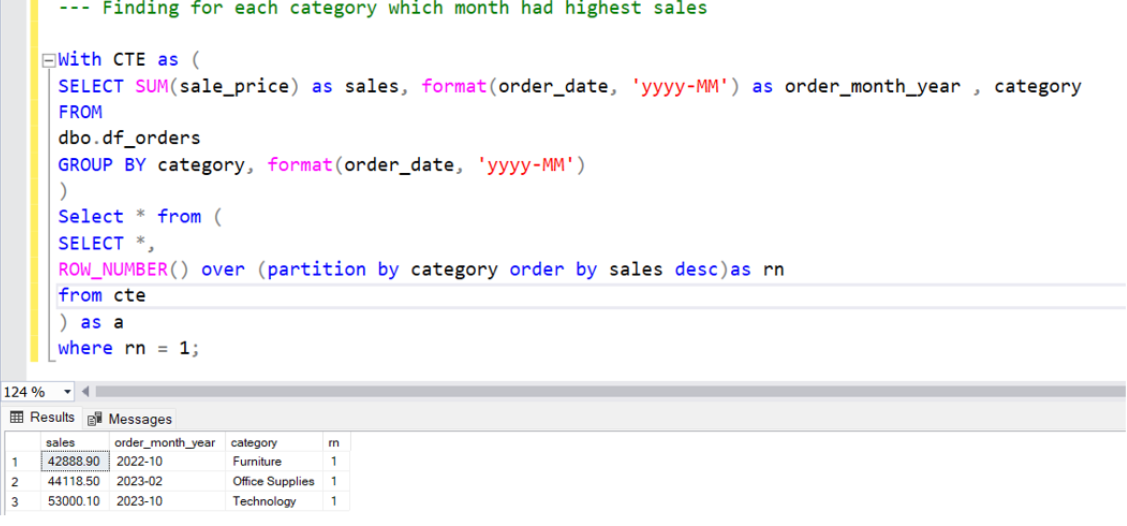 --- Finding for each category which month had highest sales
With CTE as (
SELECT SUM(sale_price) as sales, format(order_date, 'yyyy-MM') as order_month_year , category
FROM
dbo.df_orders
GROUP BY category, format(order_date, 'yyyy-MM')
)
Select * from (
SELECT *,
ROW_NUMBER() over (partition by category order by sales desc)as rn
from cte
) as a
where rn = 1;
124 %
Results Messages
sales order_month_year category rn
1 42888.90 2022-10 Furniture 1
2 44118.50 2023-02 Office Supplies 1
3 53000.10 2023-10 Technology 1